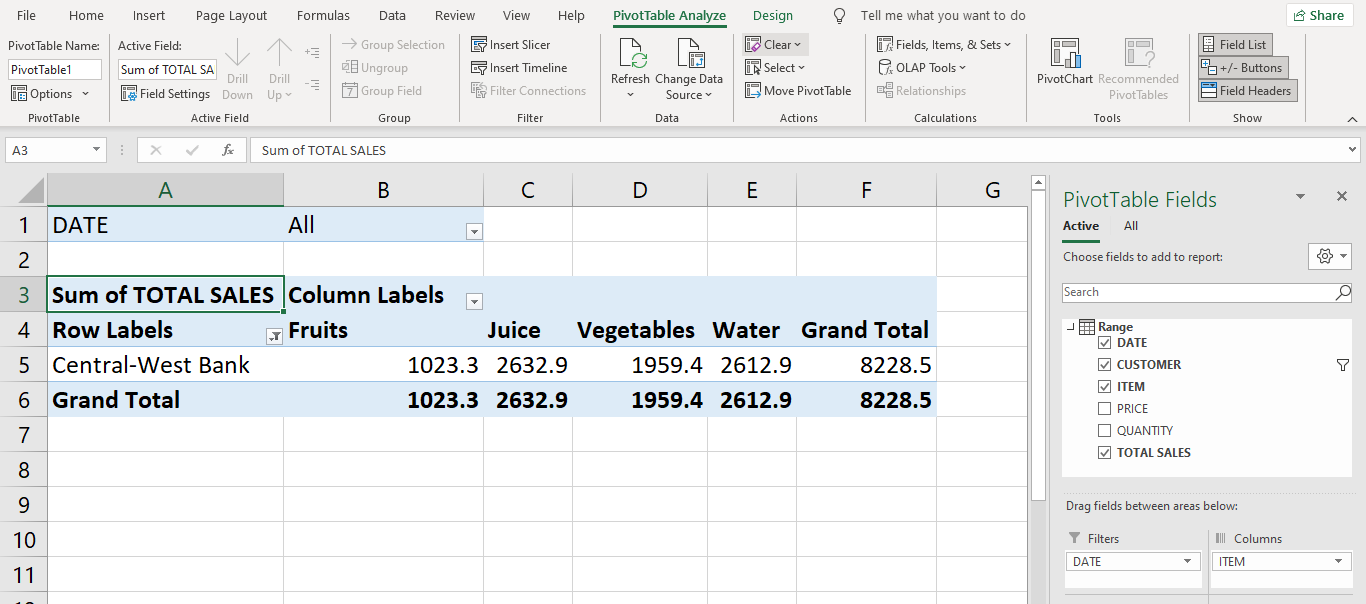 File Home Insert Page Layout Formulas Data Review View Help PivotTable Analyze Design Tell me what you want to do Share
PivotTable Name:
PivotTable1
Options
PivotTable
Active Field:
Sum of TOTAL SA
Field Settings
Drill Down
Drill Up
Active Field
Group Selection
Ungroup
Group Field
Group
Insert Slicer
Insert Timeline
Filter Connections
Filter
Refresh
Change Data Source
Data
Clear
Select
Move PivotTable
Actions
Fields, Items, & Sets
OLAP Tools
Relationships
Calculations
PivotChart
Recommended PivotTables
Tools
Field List
+/- Buttons
Field Headers
Show
A3 fx Sum of TOTAL SALES
A B C D E F G
1 DATE All
2
3 Sum of TOTAL SALES Column Labels
4 Row Labels Fruits Juice Vegetables Water Grand Total
5 Central-West Bank 1023.3 2632.9 1959.4 2612.9 8228.5
6 Grand Total 1023.3 2632.9 1959.4 2612.9 8228.5
7
8
9
10
11
PivotTable Fields
Active All
Choose fields to add to report:
Search
Range
DATE
CUSTOMER
ITEM
PRICE
QUANTITY
TOTAL SALES
Drag fields between areas below:
Filters Columns
DATE ITEM